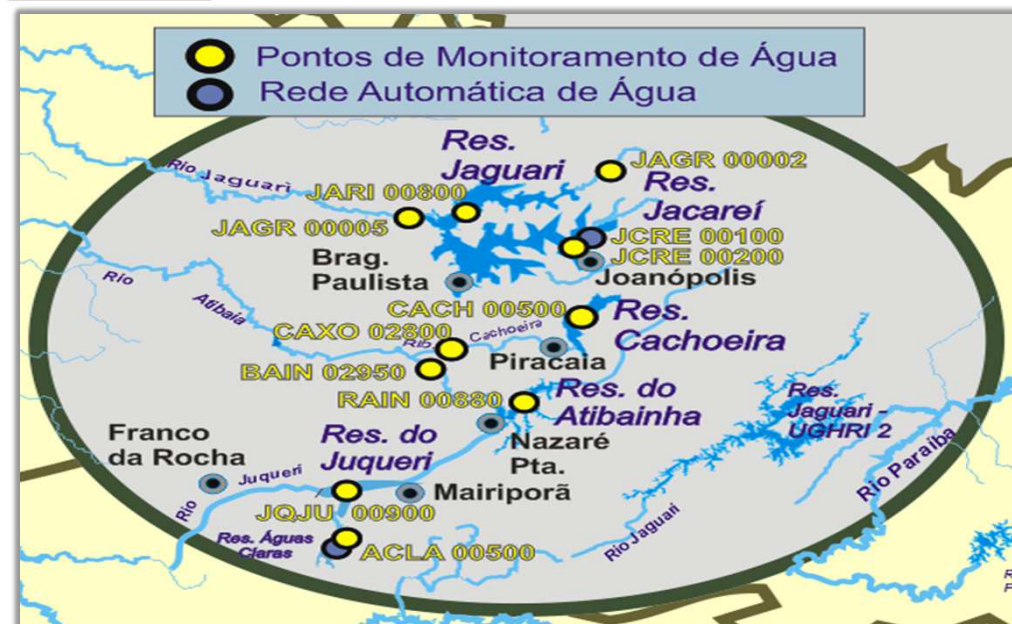 Pontos de Monitoramento de Água
Rede Automática de Água
Res.
Jaguari
JAGR 00002
Rio Jaguari
JARI 00800
Res.
Jacareí
JAGR 00005
JCRE 00100
JCRE 00200
Brag.
Paulista
Joanópolis
Rio
Atibaia
CACH 00500
Res.
Cachoeira
CAXO 02800
Rib. Cachoeira
Piracaia
BAIN 02950
RAIN 00880
Res. do
Atibainha
Res.
Jaguari -
UGHRI 2
Franco
da Rocha
Res. do
Juqueri
Nazaré
Pta.
Rio Paraíba
Rio
Juqueri
Mairiporã
JQJU 00900
Rio Jaguari
Res. Águas
Claras
ACLA 00500
R
F